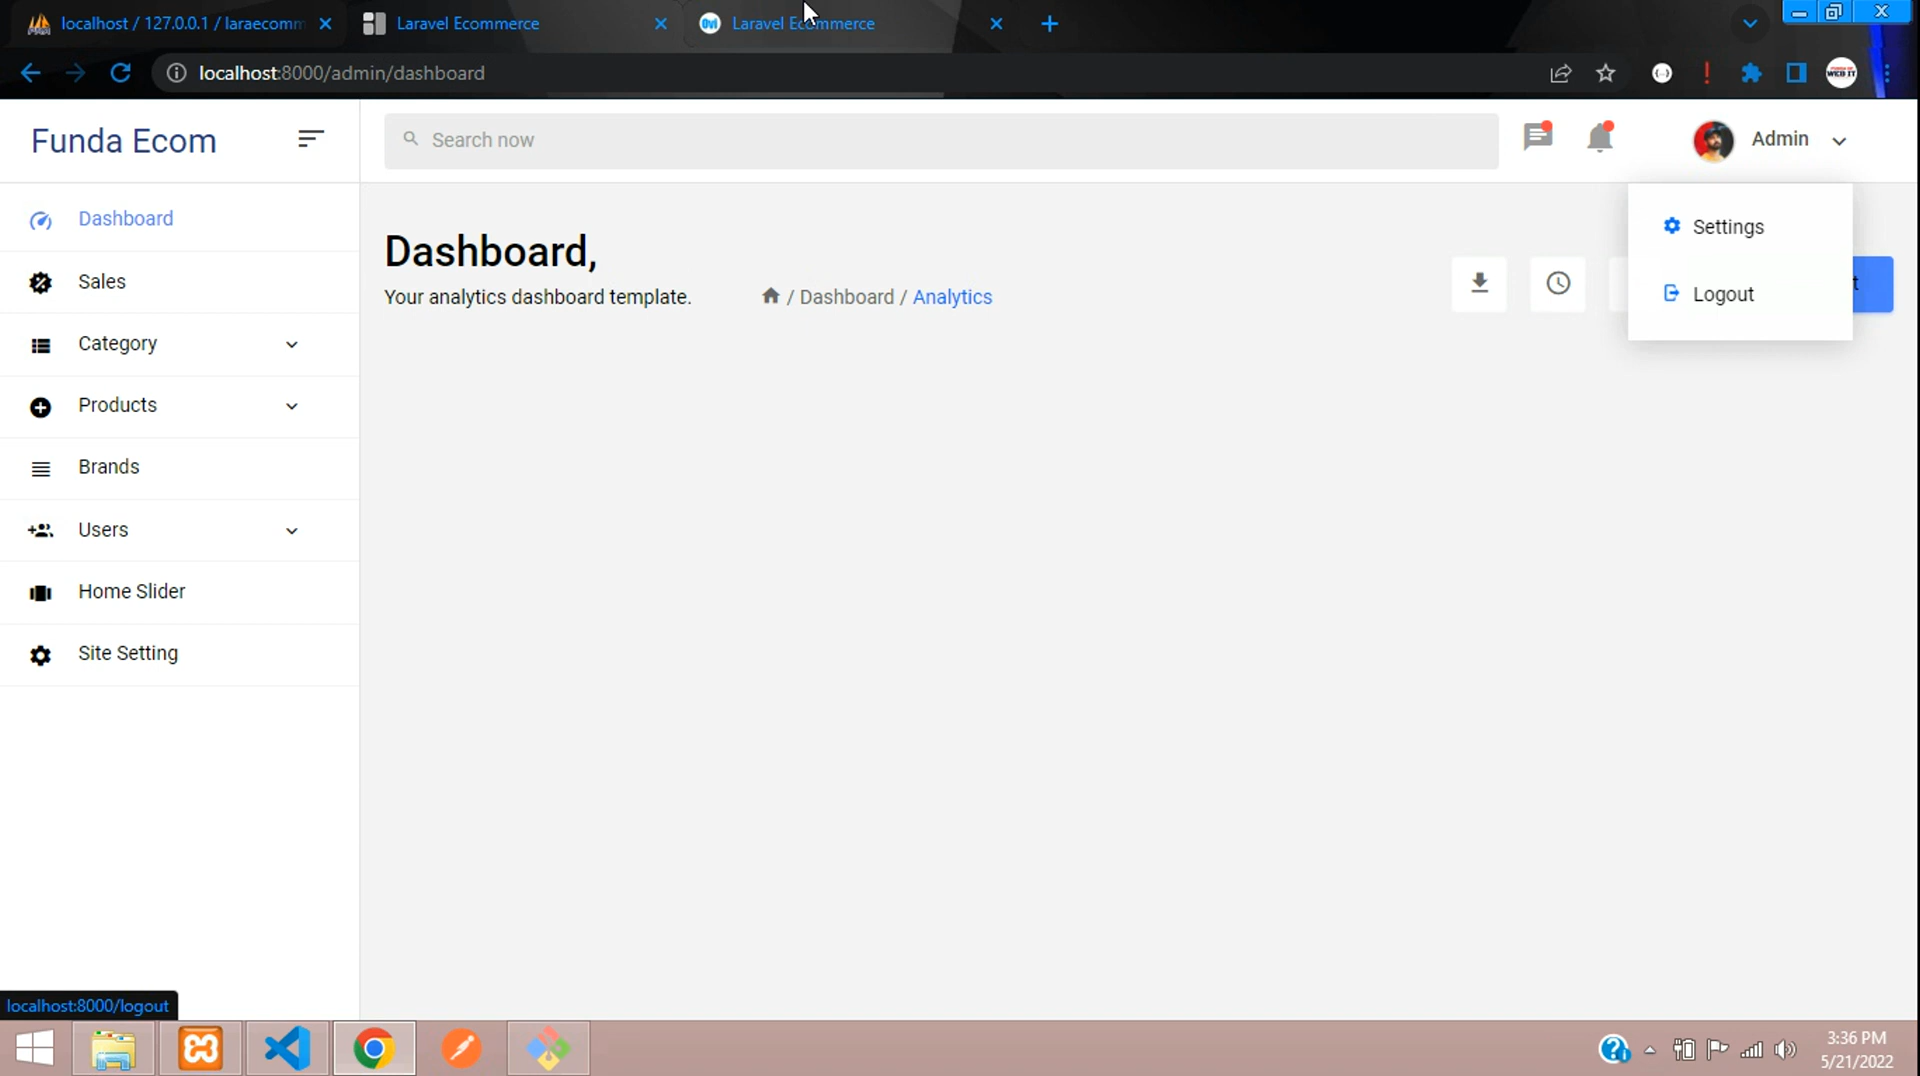 localhost / 127.0.0.1 / laraecomm
Laravel Ecommerce
Laravel Ecommerce
localhost:8000/admin/dashboard
Funda Ecom
Search now
Admin
Settings
Logout
Dashboard
Sales
Category
Products
Brands
Users
Home Slider
Site Setting
Dashboard,
Your analytics dashboard template.
/ Dashboard / Analytics
t
localhost:8000/logout
3:36 PM
5/21/2022